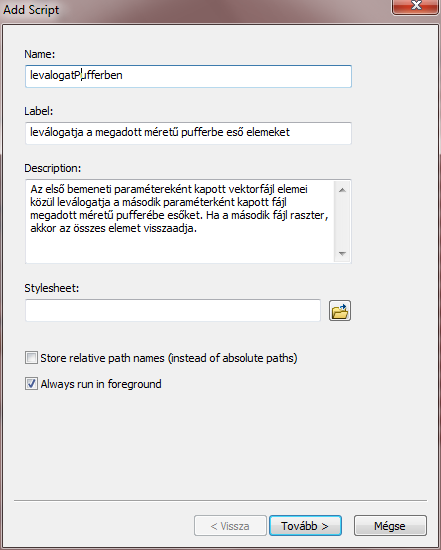 Add Script
Name:
levalogatPufferben
Label:
leválogatja a megadott méretű pufferbe eső elemeket
Description:
Az első bemeneti paramétereként kapott vektorfájl elemei
közül leválogatja a második paraméterként kapott fájl
megadott méretű pufferébe esőket. Ha a második fájl raszter,
akkor az összes elemet visszaadja.
Stylesheet:
Store relative path names (instead of absolute paths)
Always run in foreground
< Vissza
Tovább >
Mégse